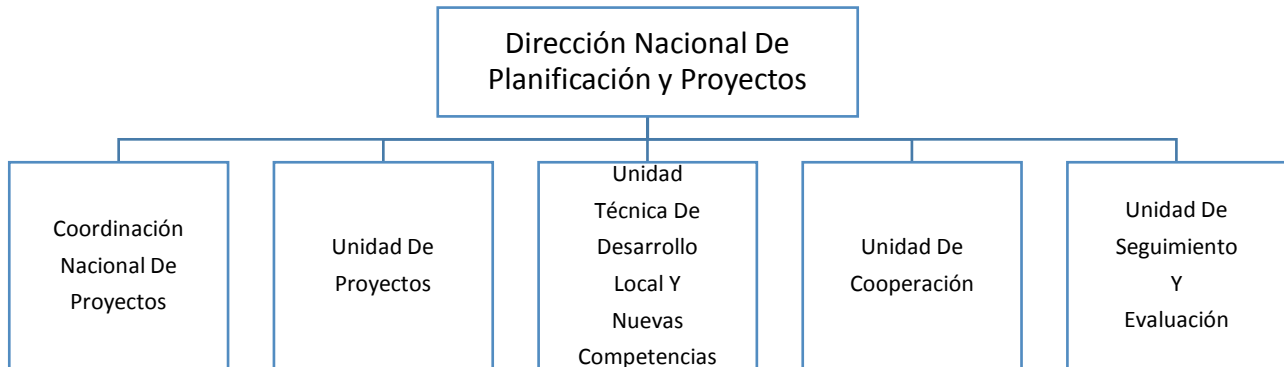 Dirección Nacional De
Planificación y Proyectos
Coordinación
Nacional De
Proyectos
Unidad De
Proyectos
Unidad
Técnica De
Desarrollo
Local Y
Nuevas
Competencias
Unidad De
Cooperación
Unidad De
Seguimiento
Y
Evaluación